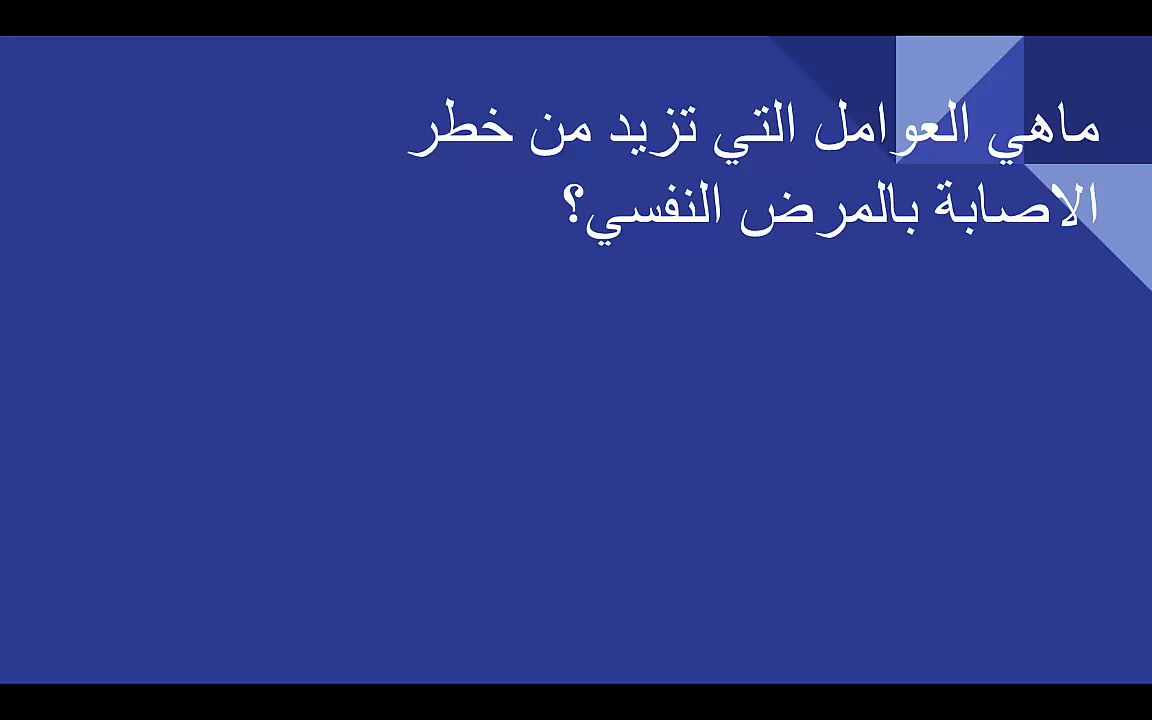 ماهي العوامل التي تزيد من خطر
الاصابة بالمرض النفسي؟